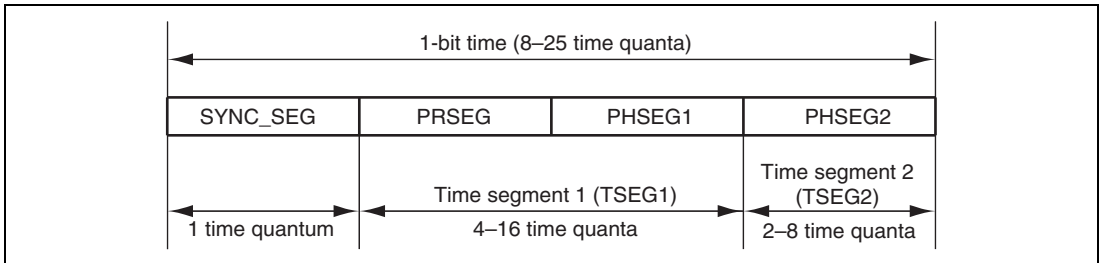 1-bit time (8–25 time quanta)
SYNC_SEG PRSEG PHSEG1 PHSEG2
Time segment 1 (TSEG1)
Time segment 2
(TSEG2)
1 time quantum 4–16 time quanta 2–8 time quanta